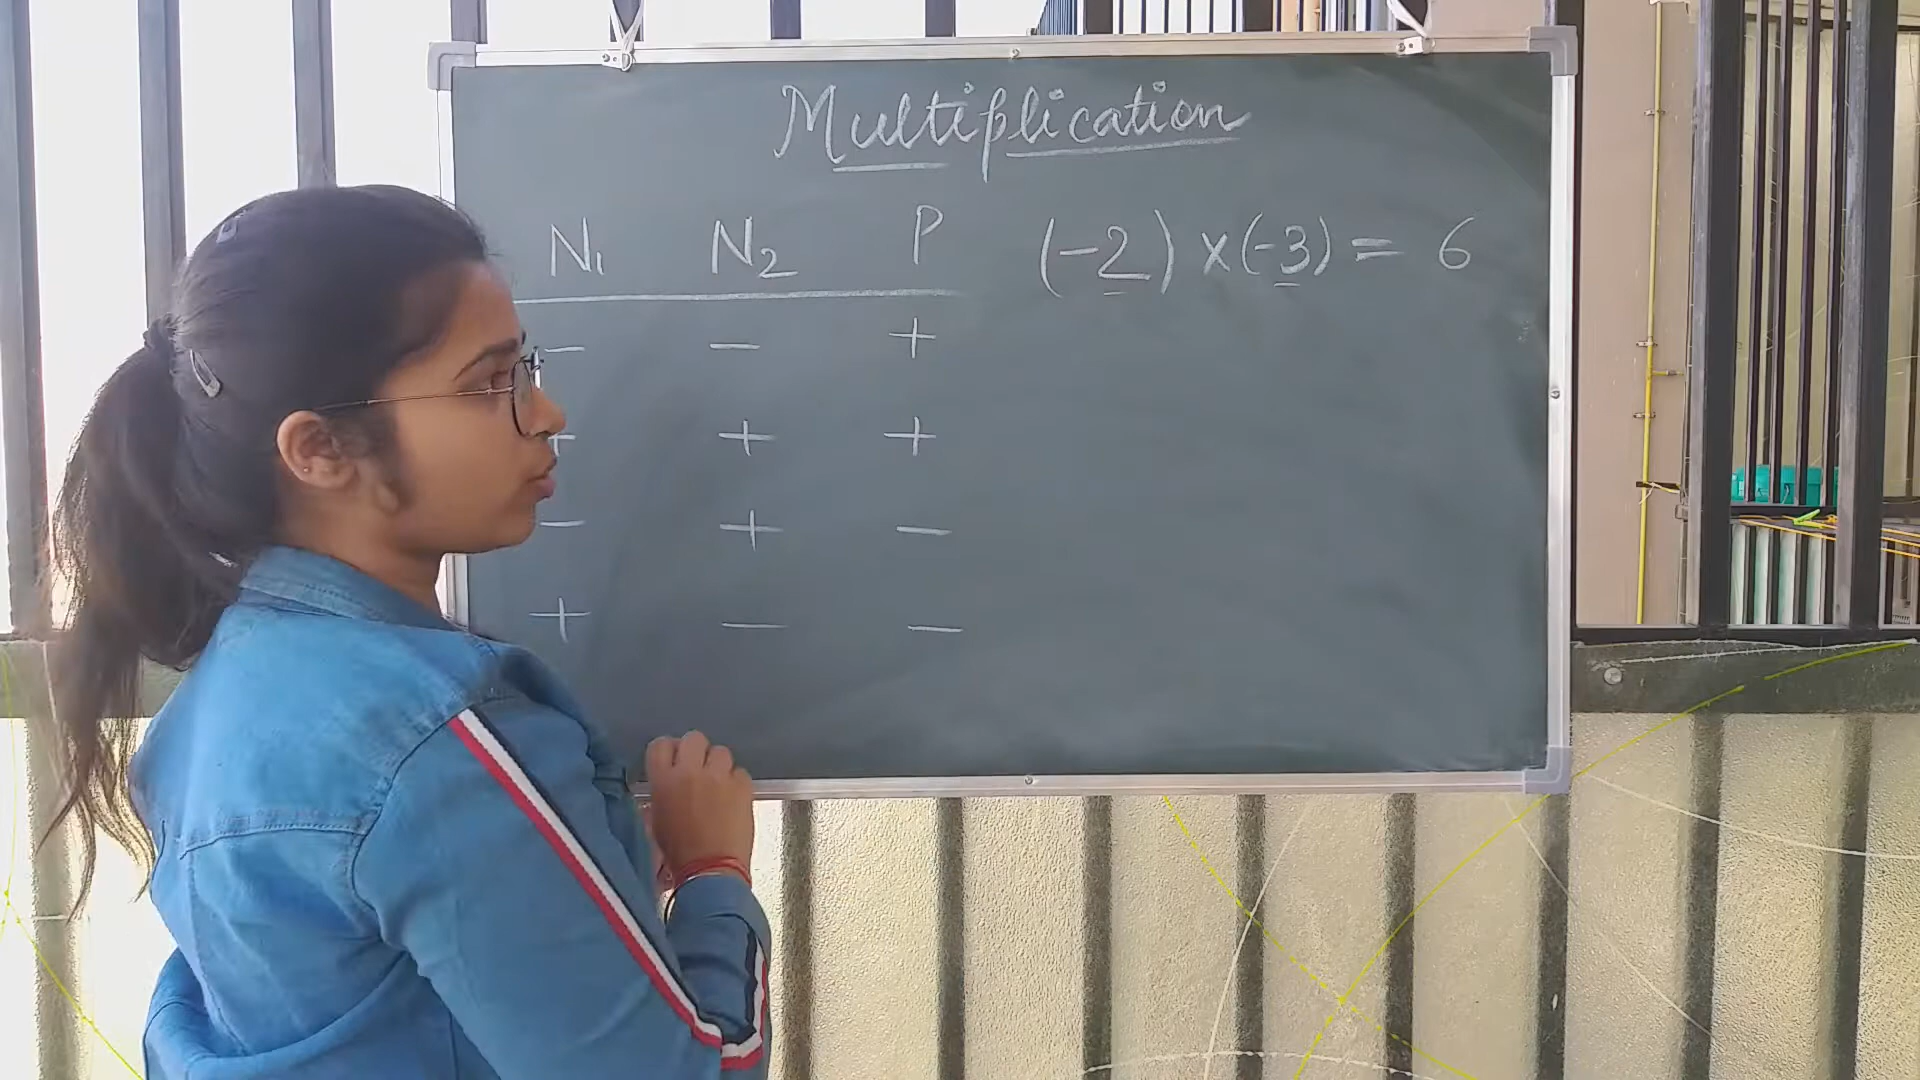 Multiplication
N₁ N₂ P (-2) x (-3) = 6
- - +
+ + +
- + -
+ - -